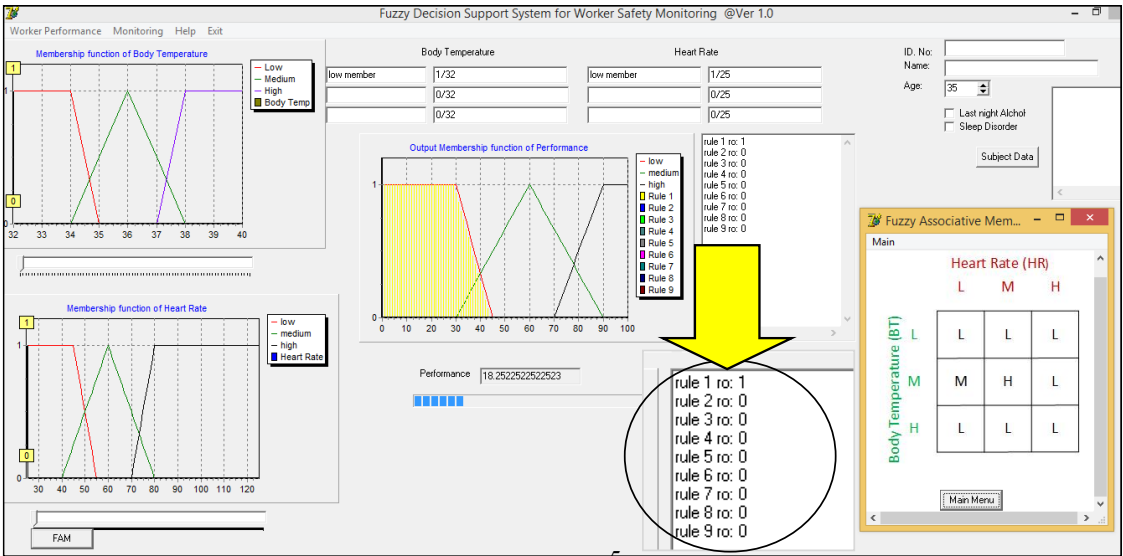 Fuzzy Decision Support System for Worker Safety Monitoring @Ver 1.0
Worker Performance Monitoring Help Exit
Membership function of Body Temperature
1
1
0
0
32 33 34 35 36 37 38 39 40
Low
Medium
High
Body Temp
Body Temperature
low member 1/32
0/32
0/32
Heart Rate
low member 1/25
0/25
0/25
ID. No:
Name:
Age: 35
Last night Alchol
Sleep Disorder
Subject Data
Output Membership function of Performance
1
0
0 10 20 30 40 50 60 70 80 90 100
low
medium
high
Rule 1
Rule 2
Rule 3
Rule 4
Rule 5
Rule 6
Rule 7
Rule 8
Rule 9
rule 1 ro: 1
rule 2 ro: 0
rule 3 ro: 0
rule 4 ro: 0
rule 5 ro: 0
rule 6 ro: 0
rule 7 ro: 0
rule 8 ro: 0
rule 9 ro: 0
Membership function of Heart Rate
1
1
0
0
30 40 50 60 70 80 90 100 110 120
low
medium
high
Heart Rate
FAM
Performance 18.2522522522523
rule 1 ro: 1
rule 2 ro: 0
rule 3 ro: 0
rule 4 ro: 0
rule 5 ro: 0
rule 6 ro: 0
rule 7 ro: 0
rule 8 ro: 0
rule 9 ro: 0
Fuzzy Associative Mem...
Main
Heart Rate (HR)
L M H
Body Temperature (BT)
L L L L
M M H L
H L L L
Main Menu